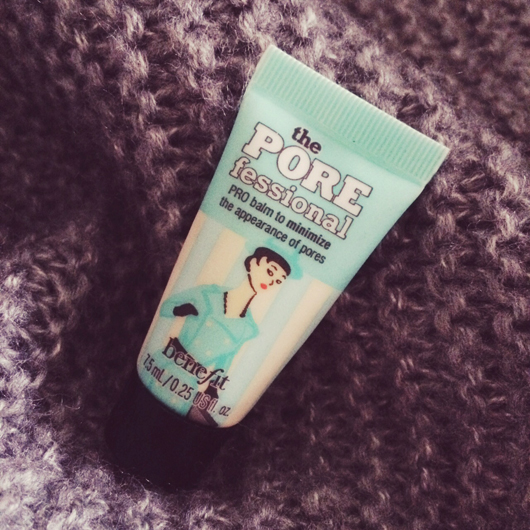 the
PORE
fessional
PRO balm to minimize
the appearance of pores
benefit
7.5 mL / 0.25 US fl. oz